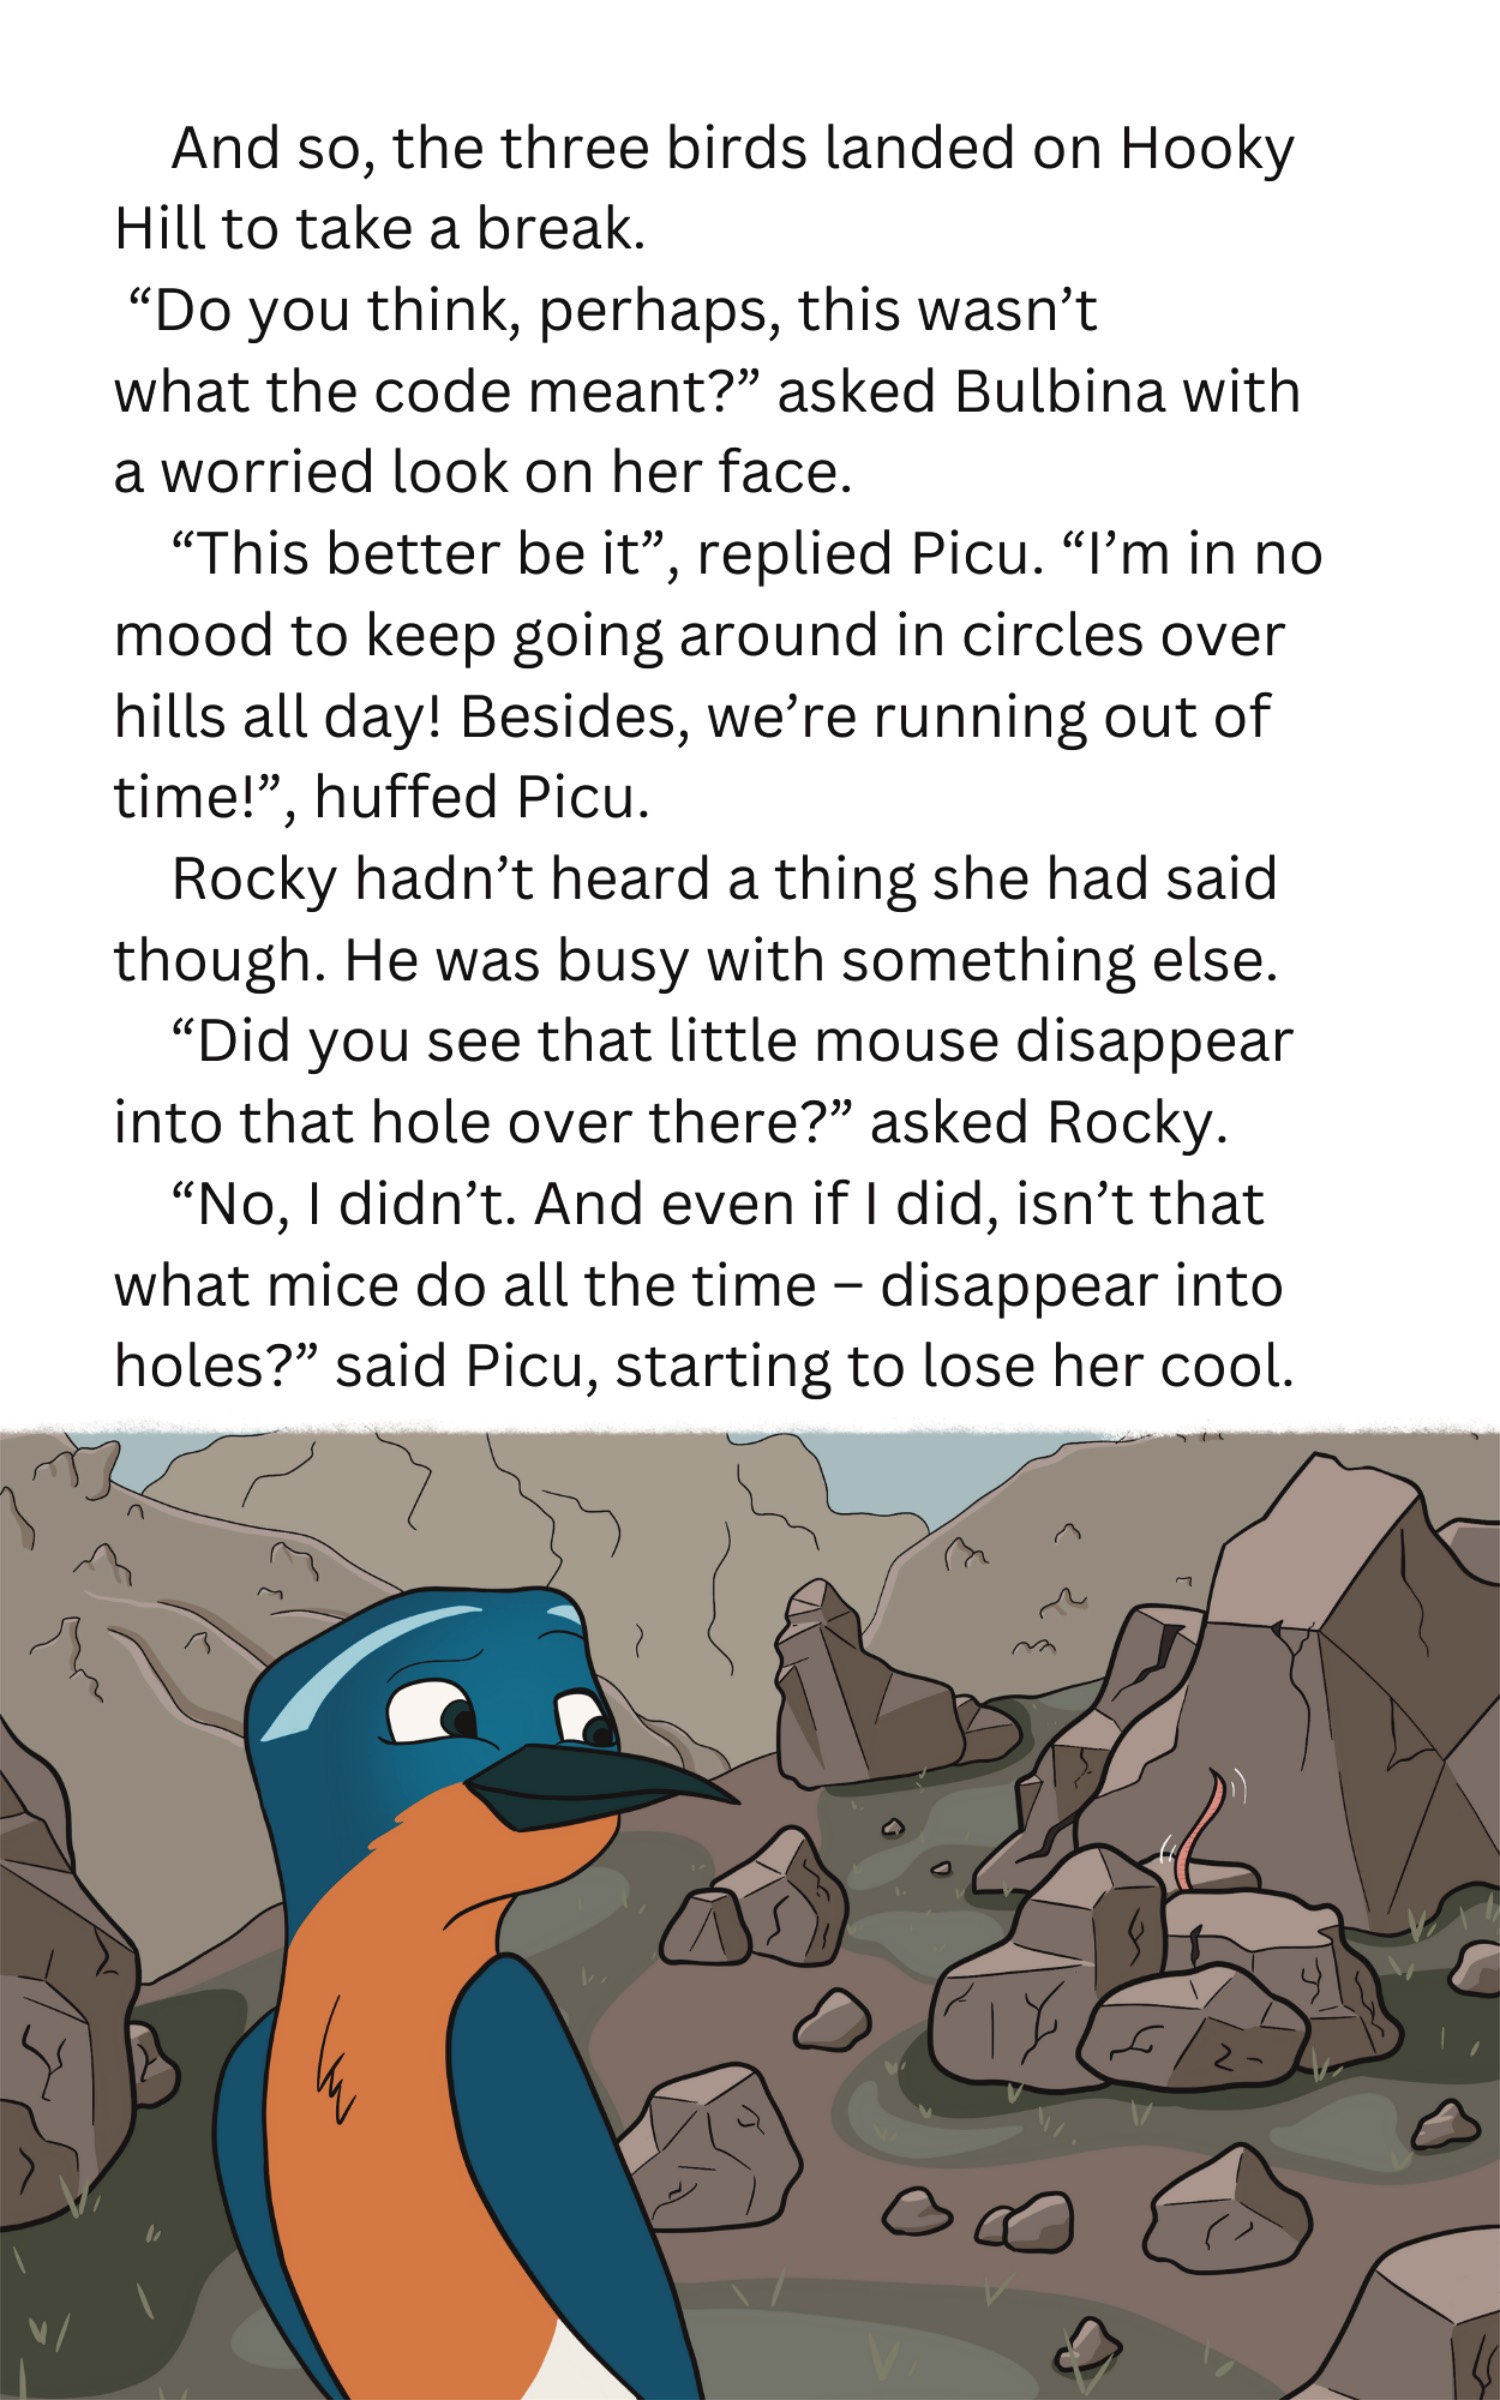 And so, the three birds landed on Hooky
Hill to take a break.
“Do you think, perhaps, this wasn’t
what the code meant?” asked Bulbina with
a worried look on her face.
“This better be it”, replied Picu. “I’m in no
mood to keep going around in circles over
hills all day! Besides, we’re running out of
time!”, huffed Picu.
Rocky hadn’t heard a thing she had said
though. He was busy with something else.
“Did you see that little mouse disappear
into that hole over there?” asked Rocky.
“No, I didn’t. And even if I did, isn’t that
what mice do all the time – disappear into
holes?” said Picu, starting to lose her cool.